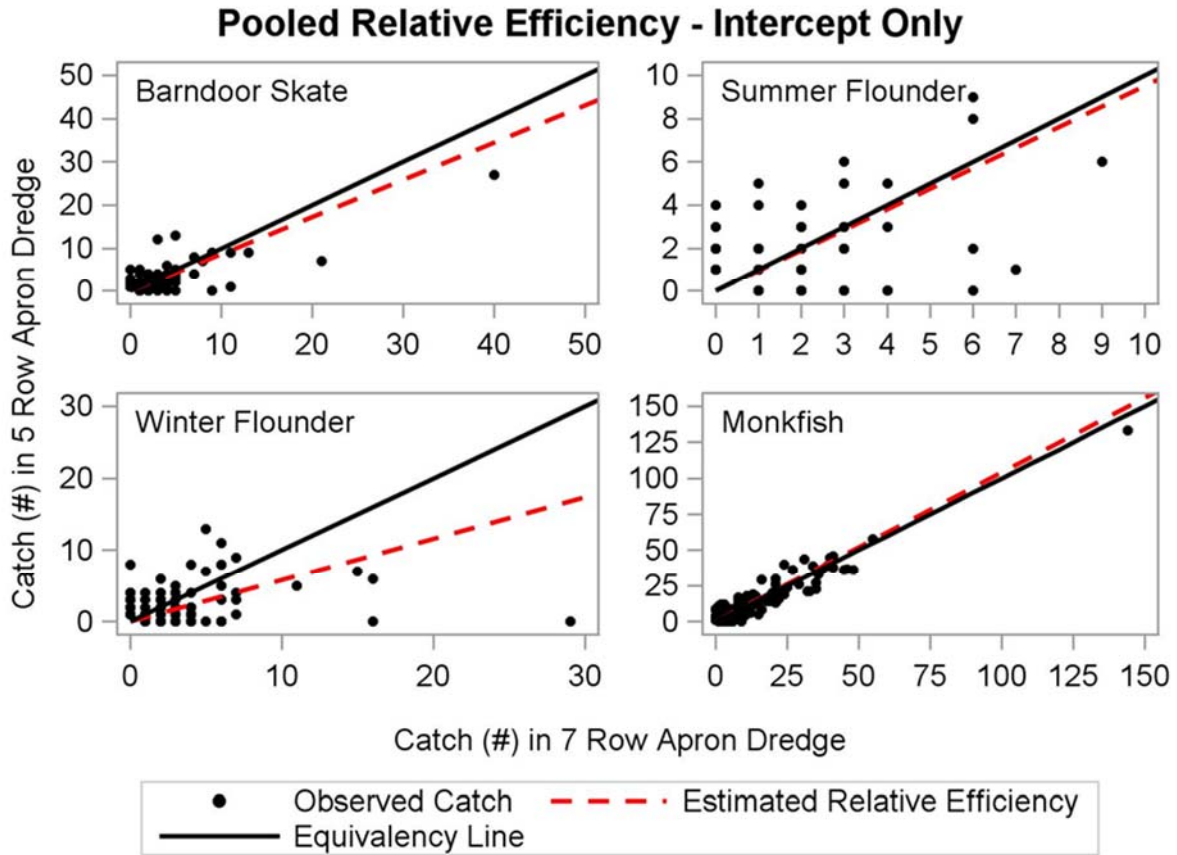 Pooled Relative Efficiency - Intercept Only
Catch (#) in 5 Row Apron Dredge
Barndoor Skate
50
40
30
20
10
0
0 10 20 30 40 50
Summer Flounder
10
8
6
4
2
0
0 1 2 3 4 5 6 7 8 9 10
Winter Flounder
30
20
10
0
0 10 20 30
Monkfish
150
125
100
75
50
25
0
0 25 50 75 100 125 150
Catch (#) in 7 Row Apron Dredge
Observed Catch
Estimated Relative Efficiency
Equivalency Line